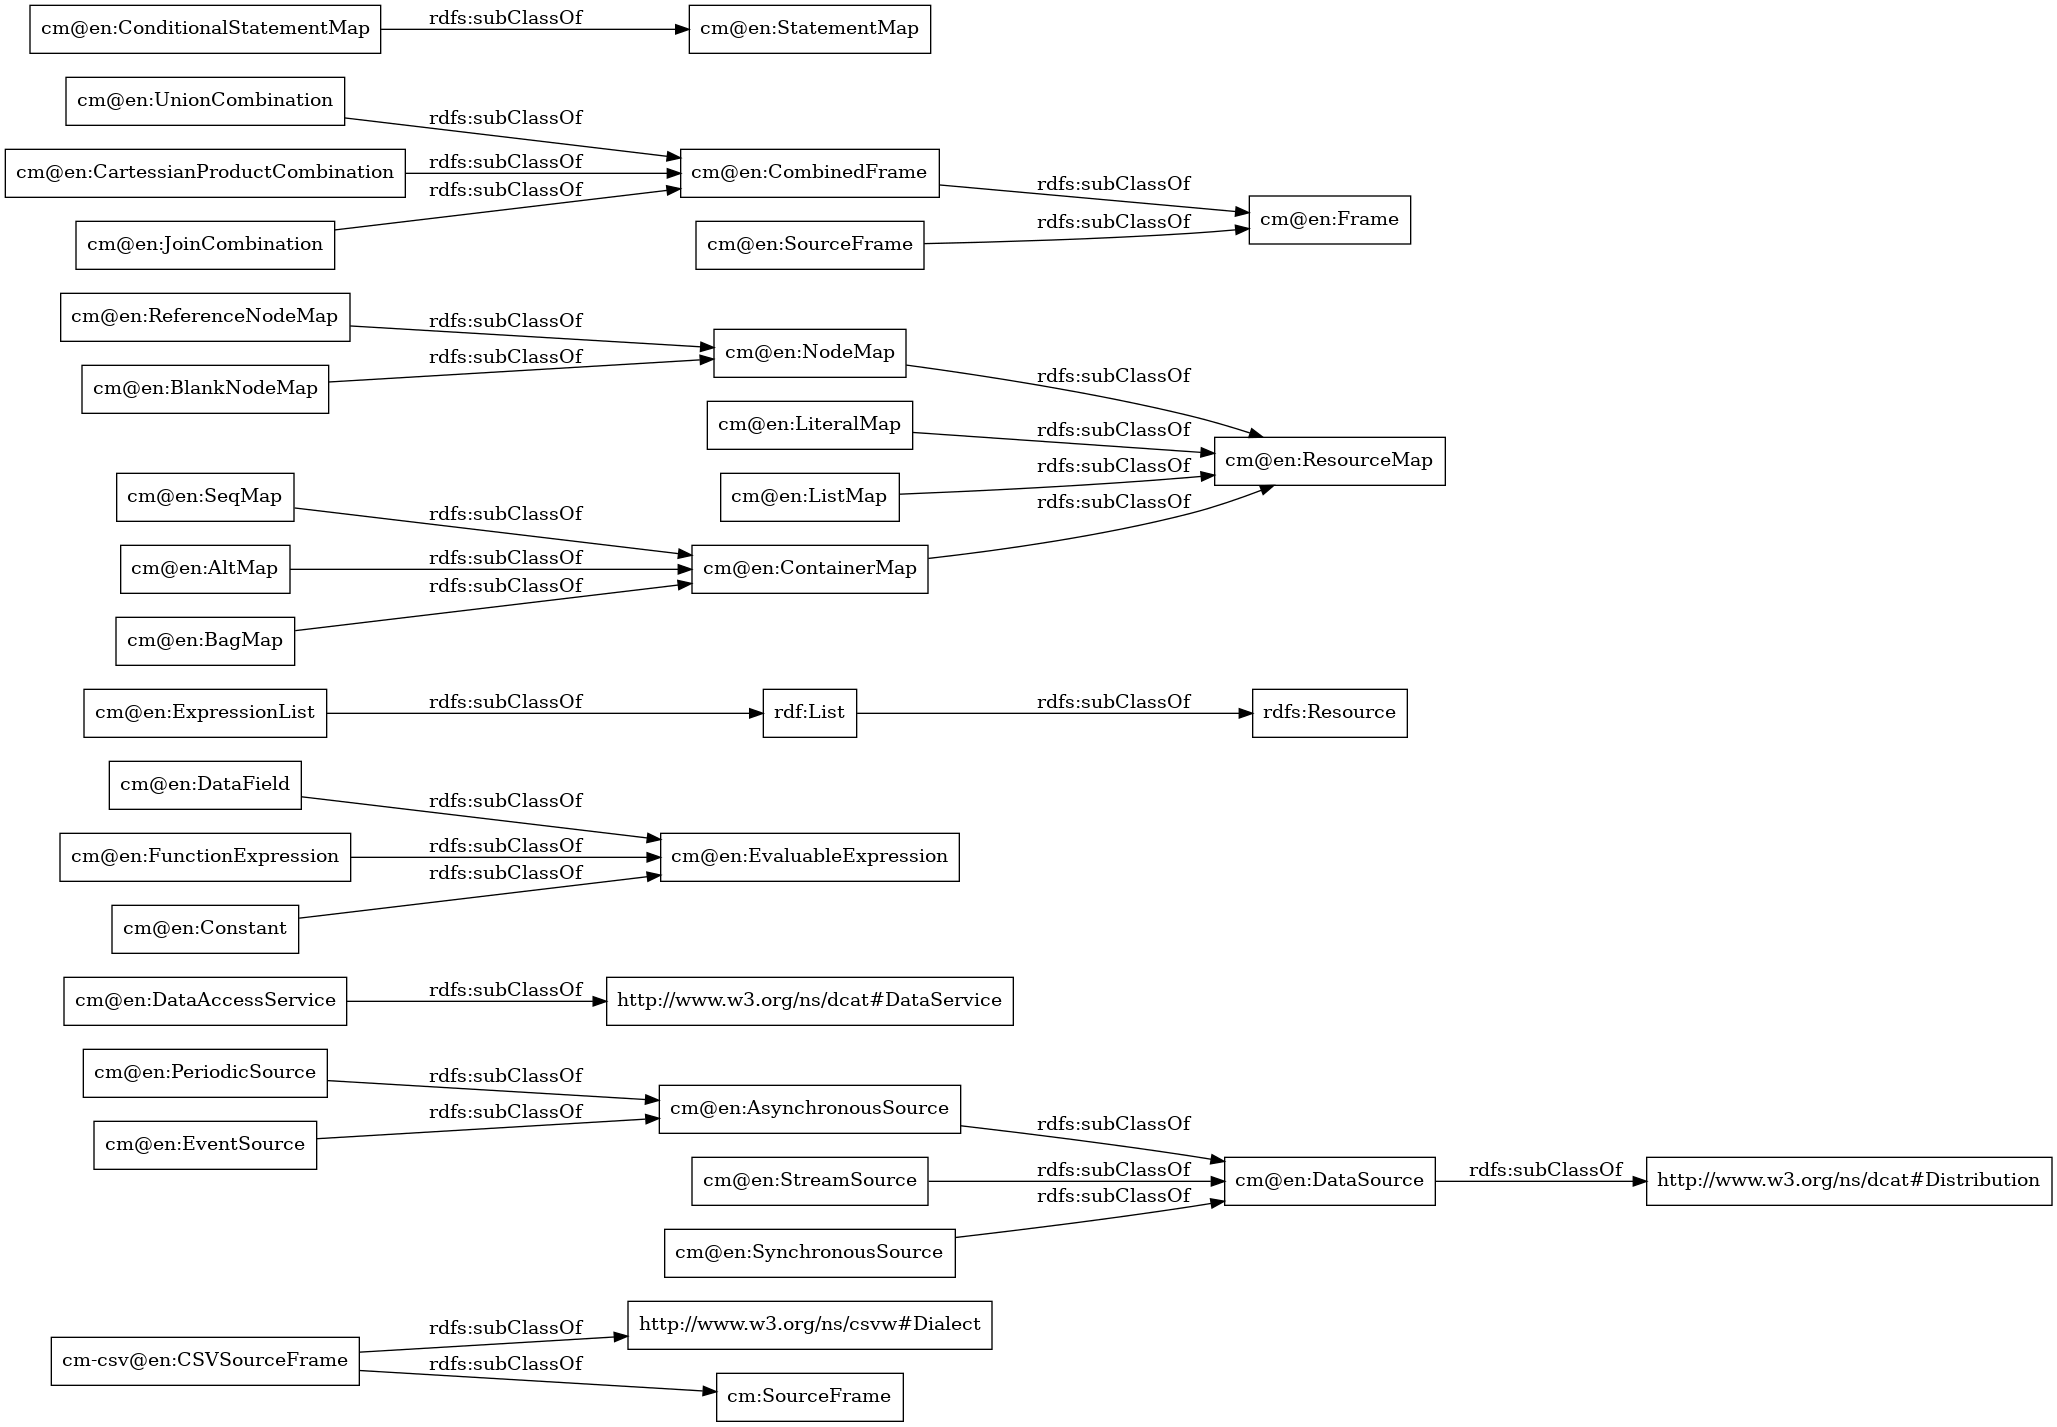 cm@en:ConditionalStatementMap
rdfs:subClassOf
cm@en:StatementMap
cm@en:UnionCombination
rdfs:subClassOf
cm@en:CartessianProductCombination
rdfs:subClassOf
cm@en:CombinedFrame
rdfs:subClassOf
cm@en:JoinCombination
rdfs:subClassOf
cm@en:SourceFrame
rdfs:subClassOf
cm@en:Frame
cm@en:ReferenceNodeMap
rdfs:subClassOf
cm@en:BlankNodeMap
rdfs:subClassOf
cm@en:NodeMap
rdfs:subClassOf
cm@en:LiteralMap
rdfs:subClassOf
cm@en:ListMap
rdfs:subClassOf
cm@en:ResourceMap
cm@en:SeqMap
rdfs:subClassOf
cm@en:AltMap
rdfs:subClassOf
cm@en:ContainerMap
rdfs:subClassOf
cm@en:BagMap
rdfs:subClassOf
cm@en:ExpressionList
rdfs:subClassOf
rdf:List
rdfs:subClassOf
rdfs:Resource
cm@en:DataField
rdfs:subClassOf
cm@en:FunctionExpression
rdfs:subClassOf
cm@en:EvaluableExpression
cm@en:Constant
rdfs:subClassOf
cm@en:DataAccessService
rdfs:subClassOf
http://www.w3.org/ns/dcat#DataService
cm@en:PeriodicSource
rdfs:subClassOf
cm@en:EventSource
rdfs:subClassOf
cm@en:AsynchronousSource
rdfs:subClassOf
cm@en:StreamSource
rdfs:subClassOf
cm@en:SynchronousSource
rdfs:subClassOf
cm@en:DataSource
rdfs:subClassOf
http://www.w3.org/ns/dcat#Distribution
cm-csv@en:CSVSourceFrame
rdfs:subClassOf
http://www.w3.org/ns/csvw#Dialect
rdfs:subClassOf
cm:SourceFrame